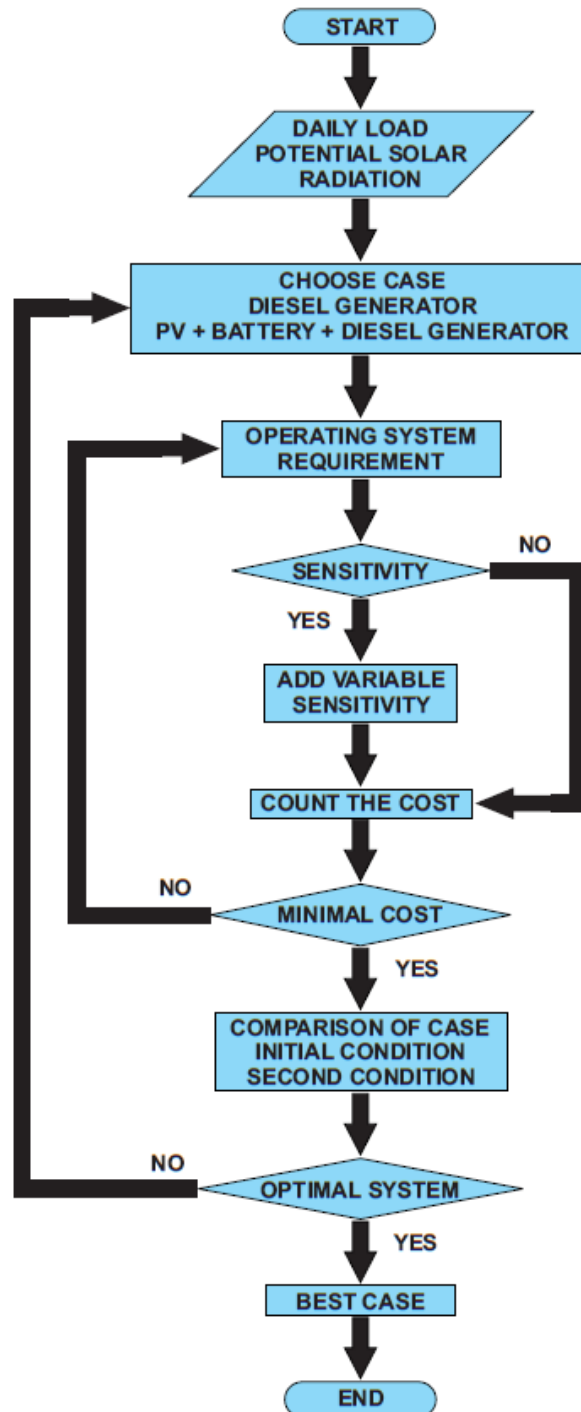 START
DAILY LOAD
POTENTIAL SOLAR
RADIATION
CHOOSE CASE
DIESEL GENERATOR
PV + BATTERY + DIESEL GENERATOR
OPERATING SYSTEM
REQUIREMENT
SENSITIVITY
NO
YES
ADD VARIABLE
SENSITIVITY
COUNT THE COST
NO
MINIMAL COST
YES
COMPARISON OF CASE
INITIAL CONDITION
SECOND CONDITION
NO
OPTIMAL SYSTEM
YES
BEST CASE
END